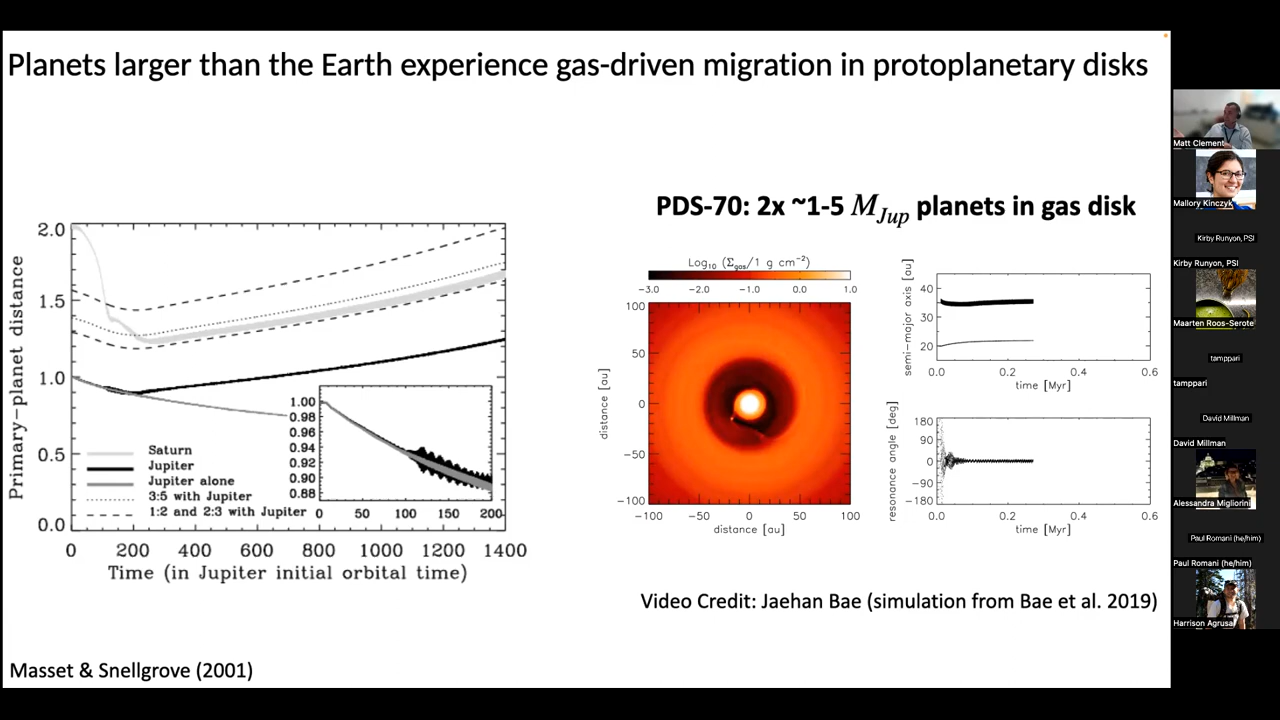 Planets larger than the Earth experience gas-driven migration in protoplanetary disks
Primary-planet distance
2.0
1.5
1.0
0.5
0.0
Saturn
Jupiter
Jupiter alone
3:5 with Jupiter
1:2 and 2:3 with Jupiter
1.00
0.98
0.96
0.94
0.92
0.90
0.88
0 50 100 150 200
0 200 400 600 800 1000 1200 1400
Time (in Jupiter initial orbital time)
Masset & Snellgrove (2001)
PDS-70: 2x ~1-5 M_Jup planets in gas disk
Log10 (Σgas/1 g cm−2)
−3.0 −2.0 −1.0 0.0 1.0
distance [au]
100
50
0
−50
−100
−100 −50 0 50 100
distance [au]
semi−major axis [au]
40
30
20
0.0 0.2 0.4 0.6
time [Myr]
resonance angle [deg]
180
90
0
−90
−180
0.0 0.2 0.4 0.6
time [Myr]
Video Credit: Jaehan Bae (simulation from Bae et al. 2019)
Matt Clement
Mallory Kinczyk
Kirby Runyon, PSI
Kirby Runyon, PSI
Maarten Roos-Serote
tamppari
tamppari
David Millman
David Millman
Alessandra Migliorini
Paul Romani (he/him)
Paul Romani (he/him)
Harrison Agrusa